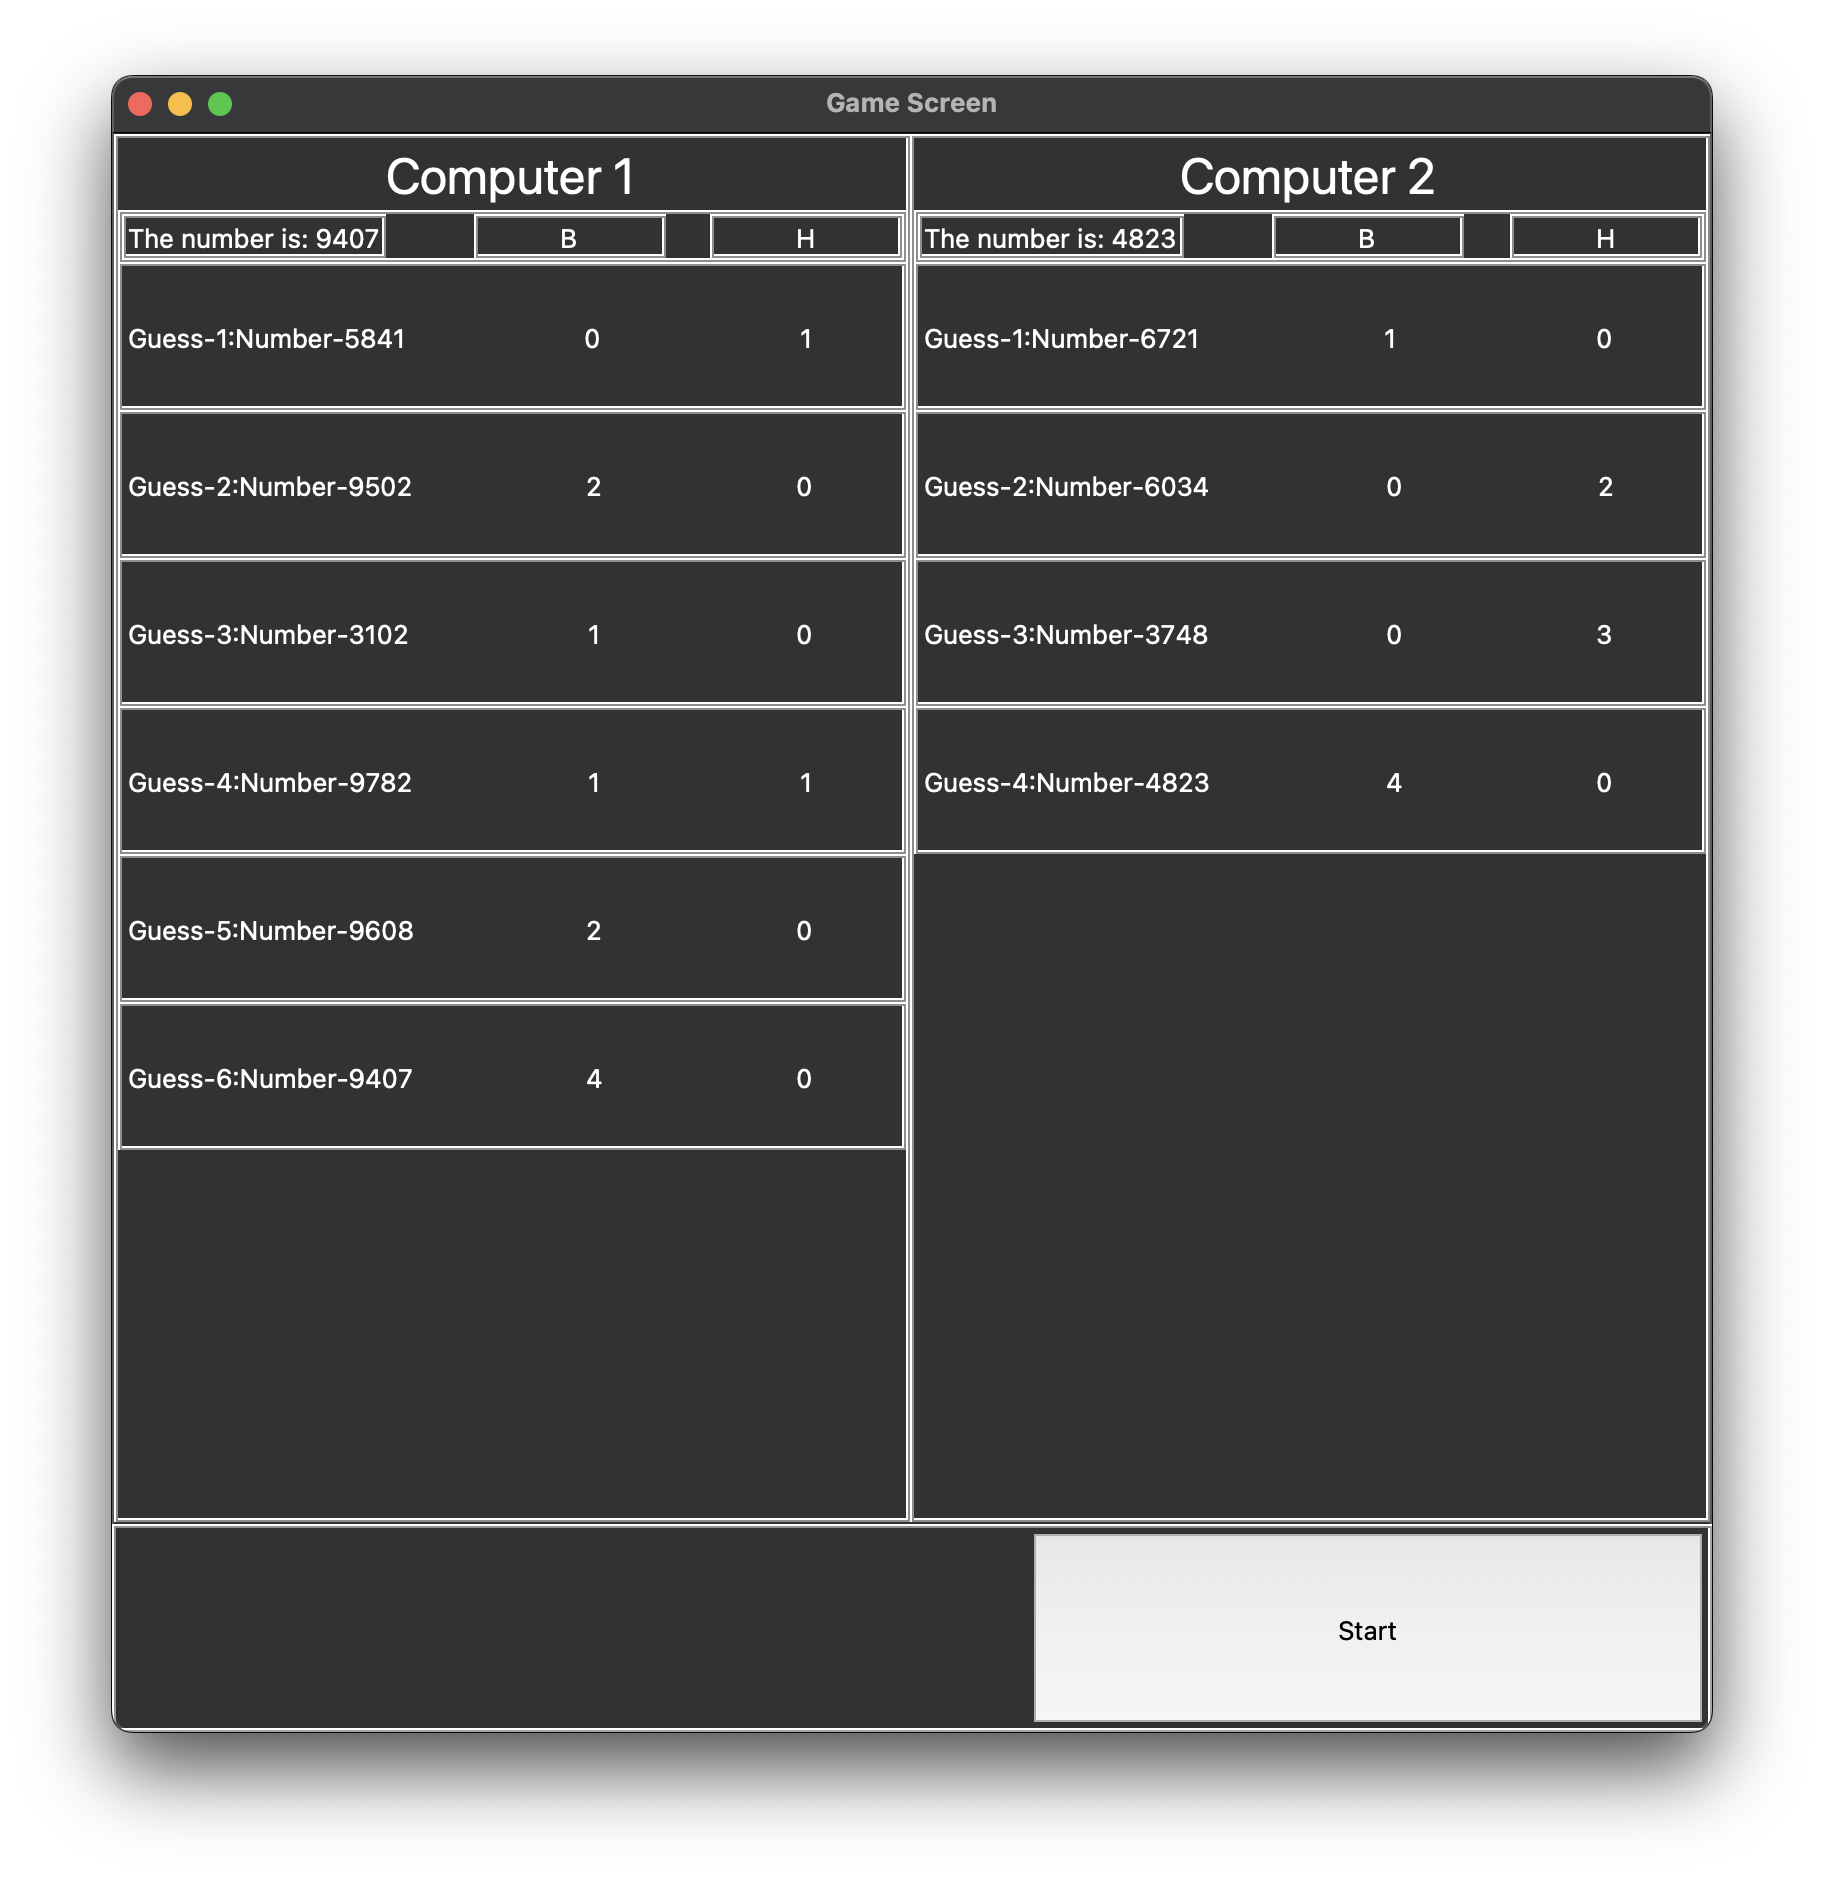 Game Screen
Computer 1
The number is: 9407 B H
Guess-1:Number-5841 0 1
Guess-2:Number-9502 2 0
Guess-3:Number-3102 1 0
Guess-4:Number-9782 1 1
Guess-5:Number-9608 2 0
Guess-6:Number-9407 4 0
Computer 2
The number is: 4823 B H
Guess-1:Number-6721 1 0
Guess-2:Number-6034 0 2
Guess-3:Number-3748 0 3
Guess-4:Number-4823 4 0
Start